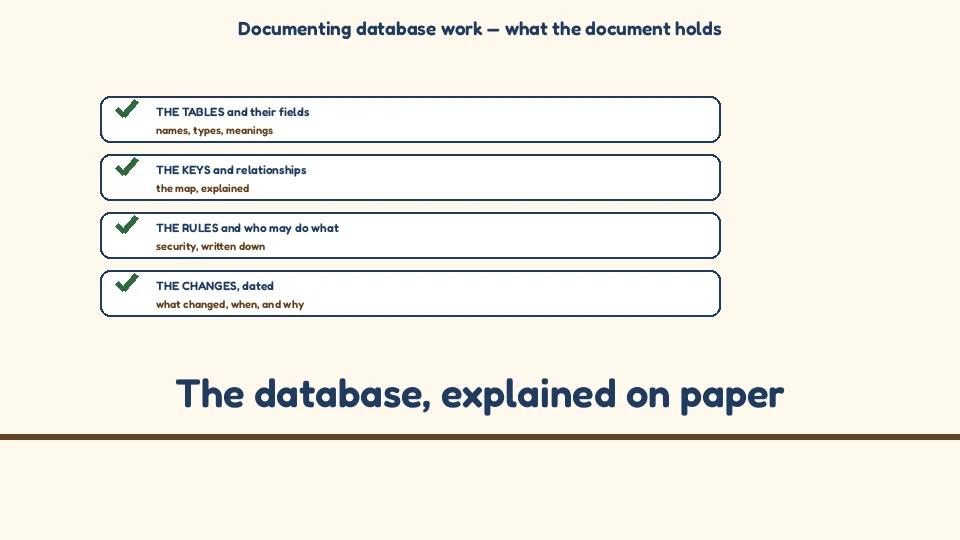 Documenting database work — what the document holds
THE TABLES and their fields
names, types, meanings
THE KEYS and relationships
the map, explained
THE RULES and who may do what
security, written down
THE CHANGES, dated
what changed, when, and why
The database, explained on paper